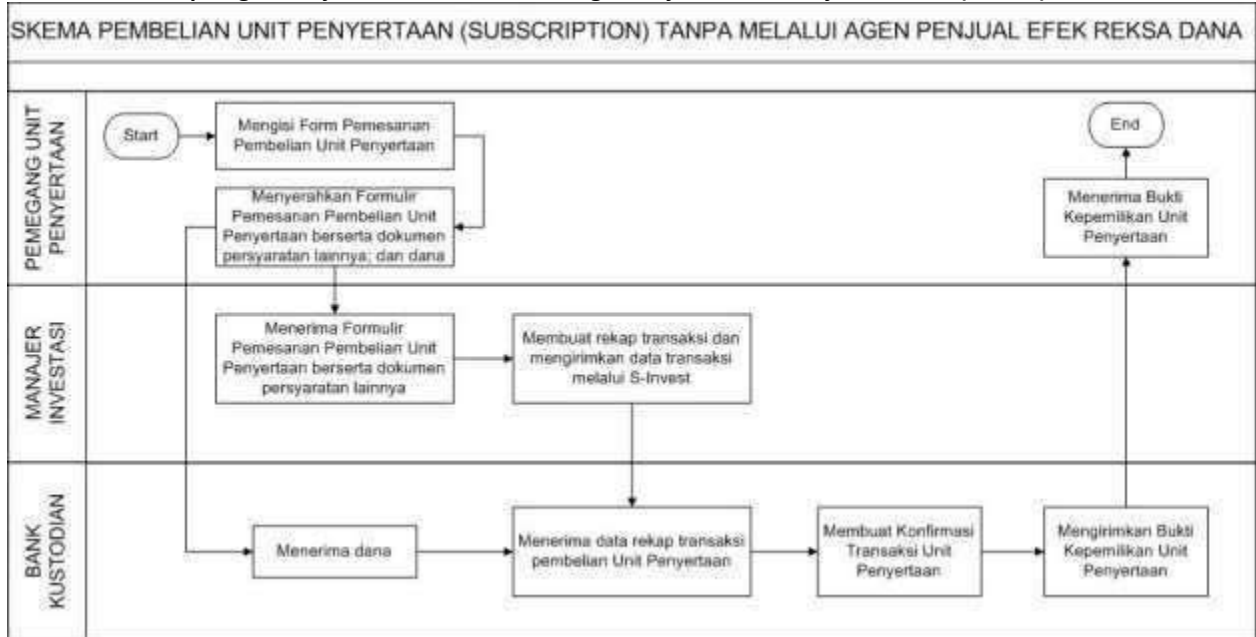 SKEMA PEMBELIAN UNIT PENYERTAAN (SUBSCRIPTION) TANPA MELALUI AGEN PENJUAL EFEK REKSA DANA
PEMEGANG UNIT
PENYERTAAN
Start
Mengisi Form Pemesanan
Pembelian Unit Penyertaan
Menyerahkan Formulir
Pemesanan Pembelian Unit
Penyertaan berserta dokumen
persyaratan lainnya; dan dana
End
Menerima Bukti
Kepemilikan Unit
Penyertaan
MANAJER
INVESTASI
Menerima Formulir
Pemesanan Pembelian Unit
Penyertaan berserta dokumen
persyaratan lainnya
Membuat rekap transaksi dan
mengirimkan data transaksi
melalui S-Invest
BANK
KUSTODIAN
Menerima dana
Menerima data rekap transaksi
pembelian Unit Penyertaan
Membuat Konfirmasi
Transaksi Unit
Penyertaan
Mengirimkan Bukti
Kepemilikan Unit
Penyertaan